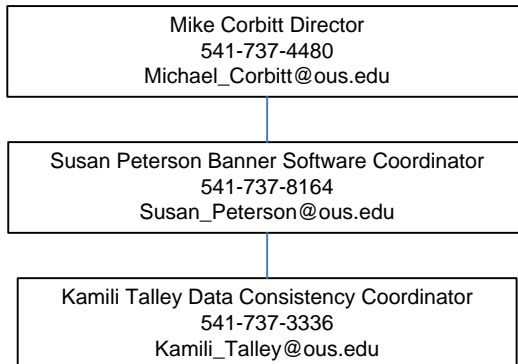 Mike Corbitt Director
541-737-4480
Michael_Corbitt@ous.edu
Susan Peterson Banner Software Coordinator
541-737-8164
Susan_Peterson@ous.edu
Kamili Talley Data Consistency Coordinator
541-737-3336
Kamili_Talley@ous.edu